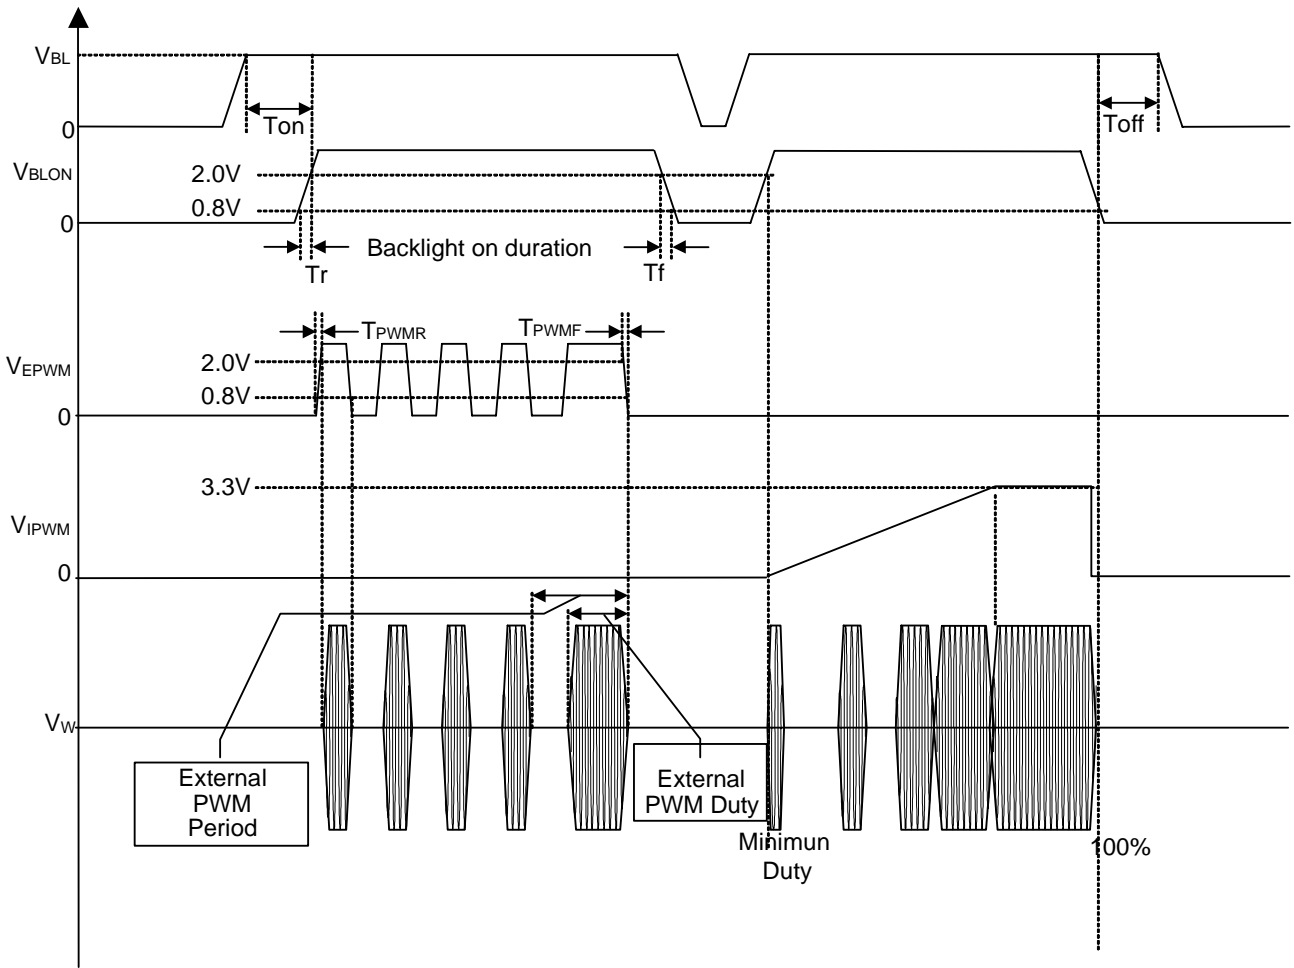 VBL
0
Ton
Toff
VBLON
2.0V
0.8V
0
Backlight on duration
Tr
Tf
TPWMR
TPWMF
VEPWM
2.0V
0.8V
0
3.3V
VIPWM
0
VW
External
PWM
Period
External
PWM Duty
Minimun
Duty
100%